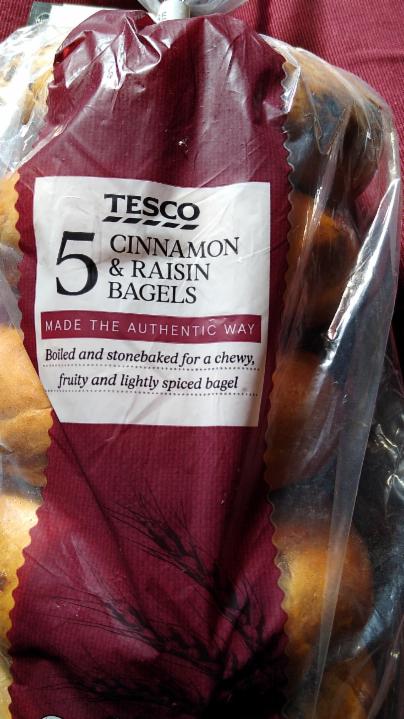 TESCO
5 CINNAMON
& RAISIN
BAGELS
MADE THE AUTHENTIC WAY
Boiled and stonebaked for a chewy,
fruity and lightly spiced bagel